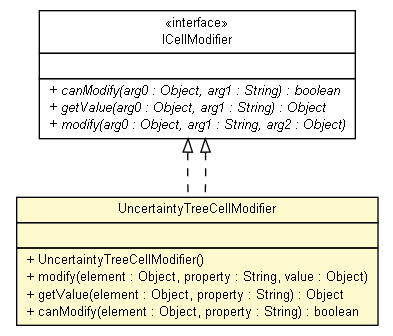 «interface»
ICellModifier
+ canModify(arg0 : Object, arg1 : String) : boolean
+ getValue(arg0 : Object, arg1 : String) : Object
+ modify(arg0 : Object, arg1 : String, arg2 : Object)
UncertaintyTreeCellModifier
+ UncertaintyTreeCellModifier()
+ modify(element : Object, property : String, value : Object)
+ getValue(element : Object, property : String) : Object
+ canModify(element : Object, property : String) : boolean